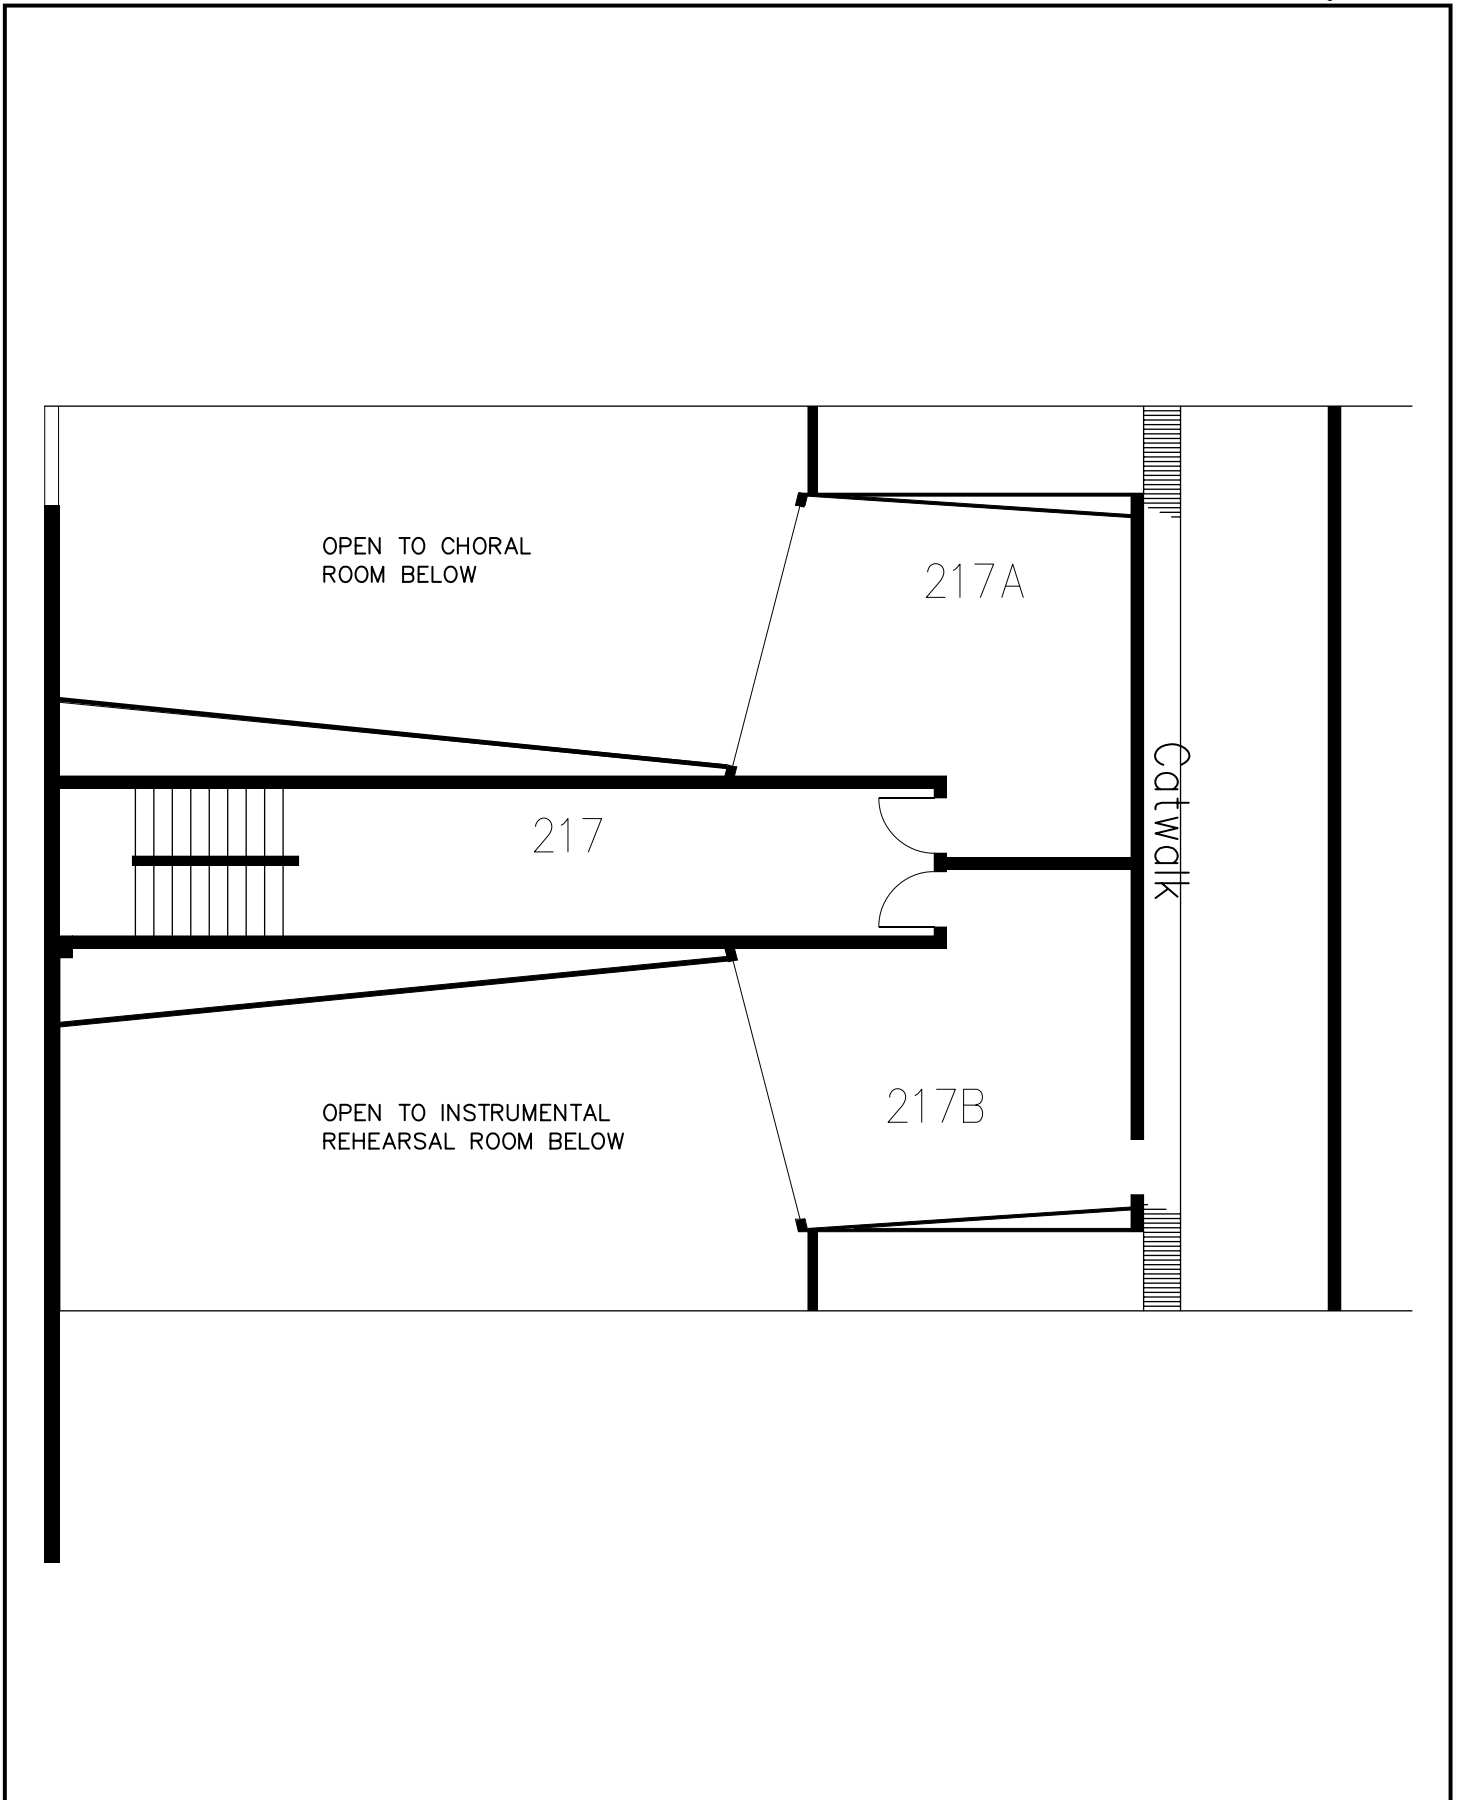 OPEN TO CHORAL
ROOM BELOW
217A
Catwalk
217
217B
OPEN TO INSTRUMENTAL
REHEARSAL ROOM BELOW